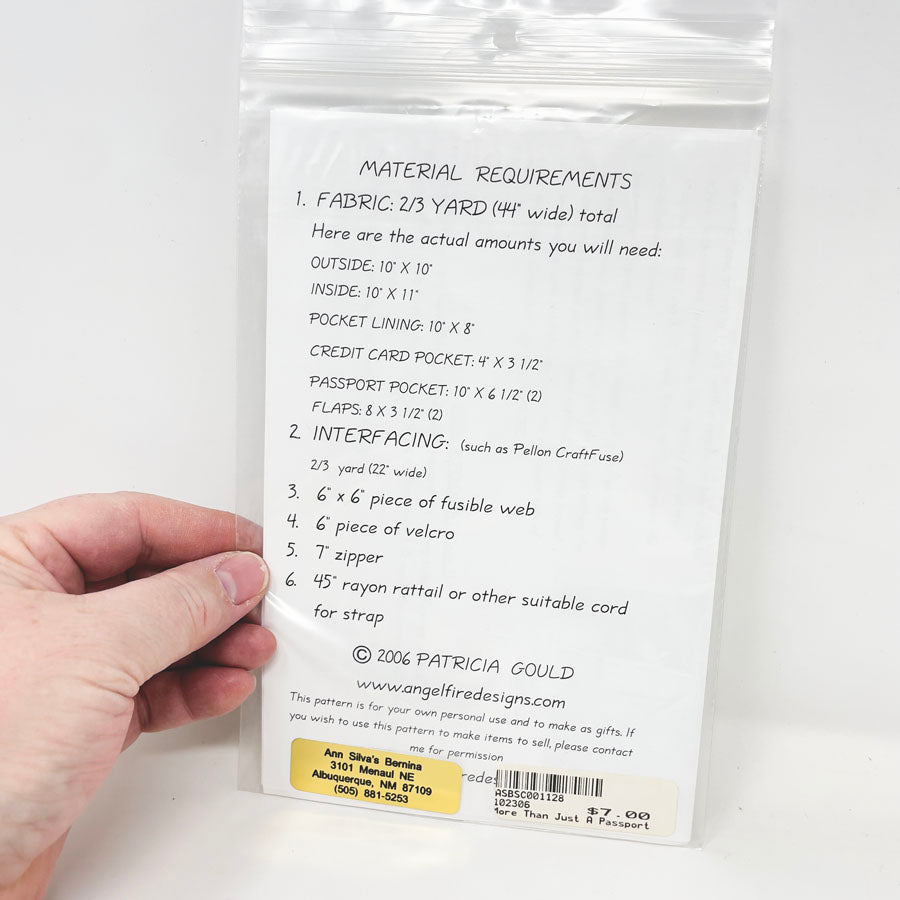 MATERIAL REQUIREMENTS
1. FABRIC: 2/3 YARD (44" wide) total
Here are the actual amounts you will need:
OUTSIDE: 10" X 10"
INSIDE: 10" X 11"
POCKET LINING: 10" X 8"
CREDIT CARD POCKET: 4" X 3 1/2"
PASSPORT POCKET: 10" X 6 1/2" (2)
FLAPS: 8 X 3 1/2" (2)
2. INTERFACING: (such as Pellon CraftFuse)
2/3 yard (22" wide)
3. 6" x 6" piece of fusible web
4. 6" piece of velcro
5. 7" zipper
6. 45" rayon rattail or other suitable cord
for strap
© 2006 PATRICIA GOULD
www.angelfiredesigns.com
This pattern is for your own personal use and to make as gifts. If
you wish to use this pattern to make items to sell, please contact
me for permission
Ann Silva's Bernina
3101 Menaul NE
Albuquerque, NM 87109
(505) 881-5253
ASBSC001128
102306 $7.00
More Than Just A Passport